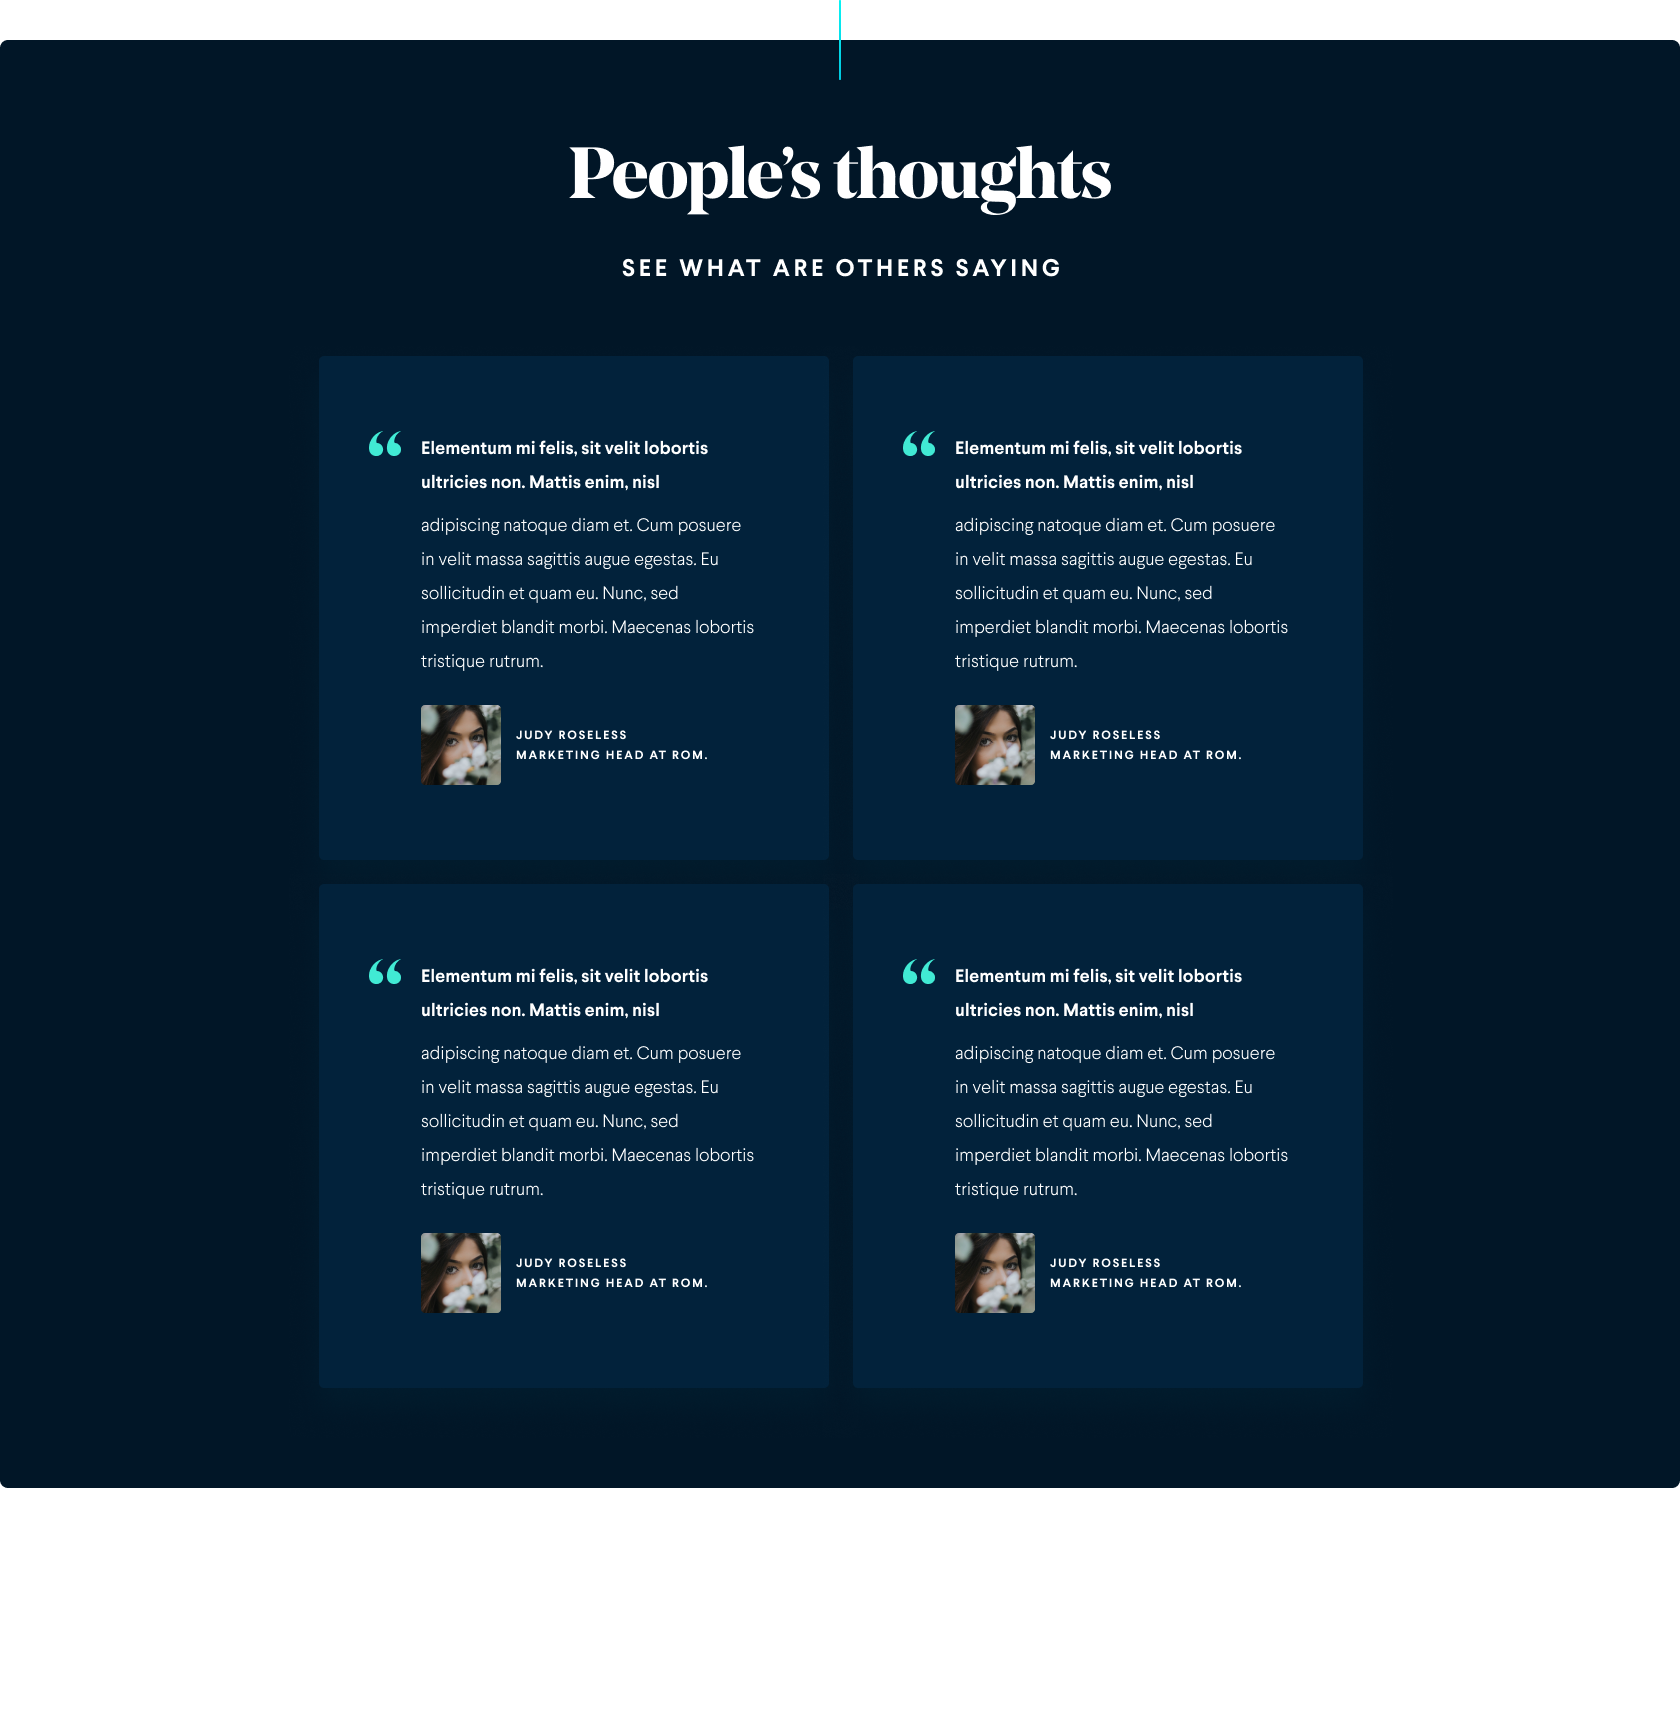 People’s thoughts
SEE WHAT ARE OTHERS SAYING
“ Elementum mi felis, sit velit lobortis
ultricies non. Mattis enim, nisl
adipiscing natoque diam et. Cum posuere
in velit massa sagittis augue egestas. Eu
sollicitudin et quam eu. Nunc, sed
imperdiet blandit morbi. Maecenas lobortis
tristique rutrum.
JUDY ROSELESS
MARKETING HEAD AT ROM.
“ Elementum mi felis, sit velit lobortis
ultricies non. Mattis enim, nisl
adipiscing natoque diam et. Cum posuere
in velit massa sagittis augue egestas. Eu
sollicitudin et quam eu. Nunc, sed
imperdiet blandit morbi. Maecenas lobortis
tristique rutrum.
JUDY ROSELESS
MARKETING HEAD AT ROM.
“ Elementum mi felis, sit velit lobortis
ultricies non. Mattis enim, nisl
adipiscing natoque diam et. Cum posuere
in velit massa sagittis augue egestas. Eu
sollicitudin et quam eu. Nunc, sed
imperdiet blandit morbi. Maecenas lobortis
tristique rutrum.
JUDY ROSELESS
MARKETING HEAD AT ROM.
“ Elementum mi felis, sit velit lobortis
ultricies non. Mattis enim, nisl
adipiscing natoque diam et. Cum posuere
in velit massa sagittis augue egestas. Eu
sollicitudin et quam eu. Nunc, sed
imperdiet blandit morbi. Maecenas lobortis
tristique rutrum.
JUDY ROSELESS
MARKETING HEAD AT ROM.